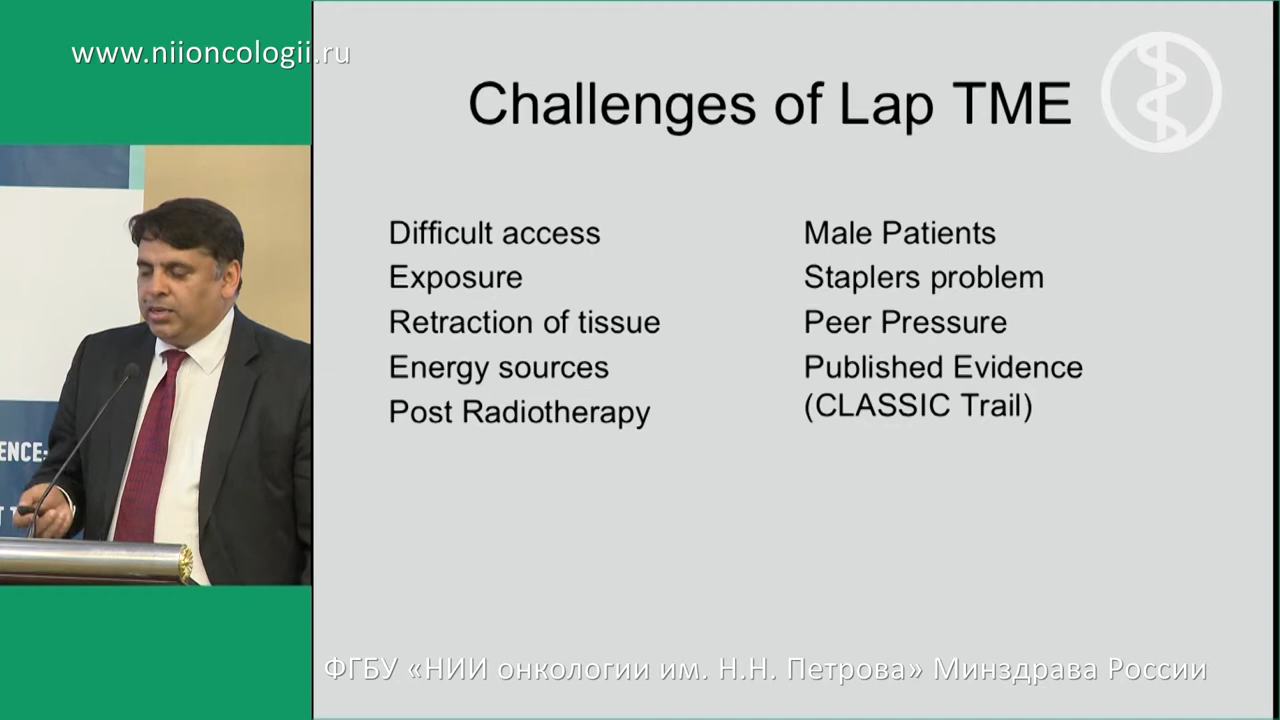 www.niioncologii.ru
Challenges of Lap TME
Difficult access
Exposure
Retraction of tissue
Energy sources
Post Radiotherapy
Male Patients
Staplers problem
Peer Pressure
Published Evidence
(CLASSIC Trail)
ENCE:
ФГБУ «НИИ онкологии им. Н.Н. Петрова» Минздрава России